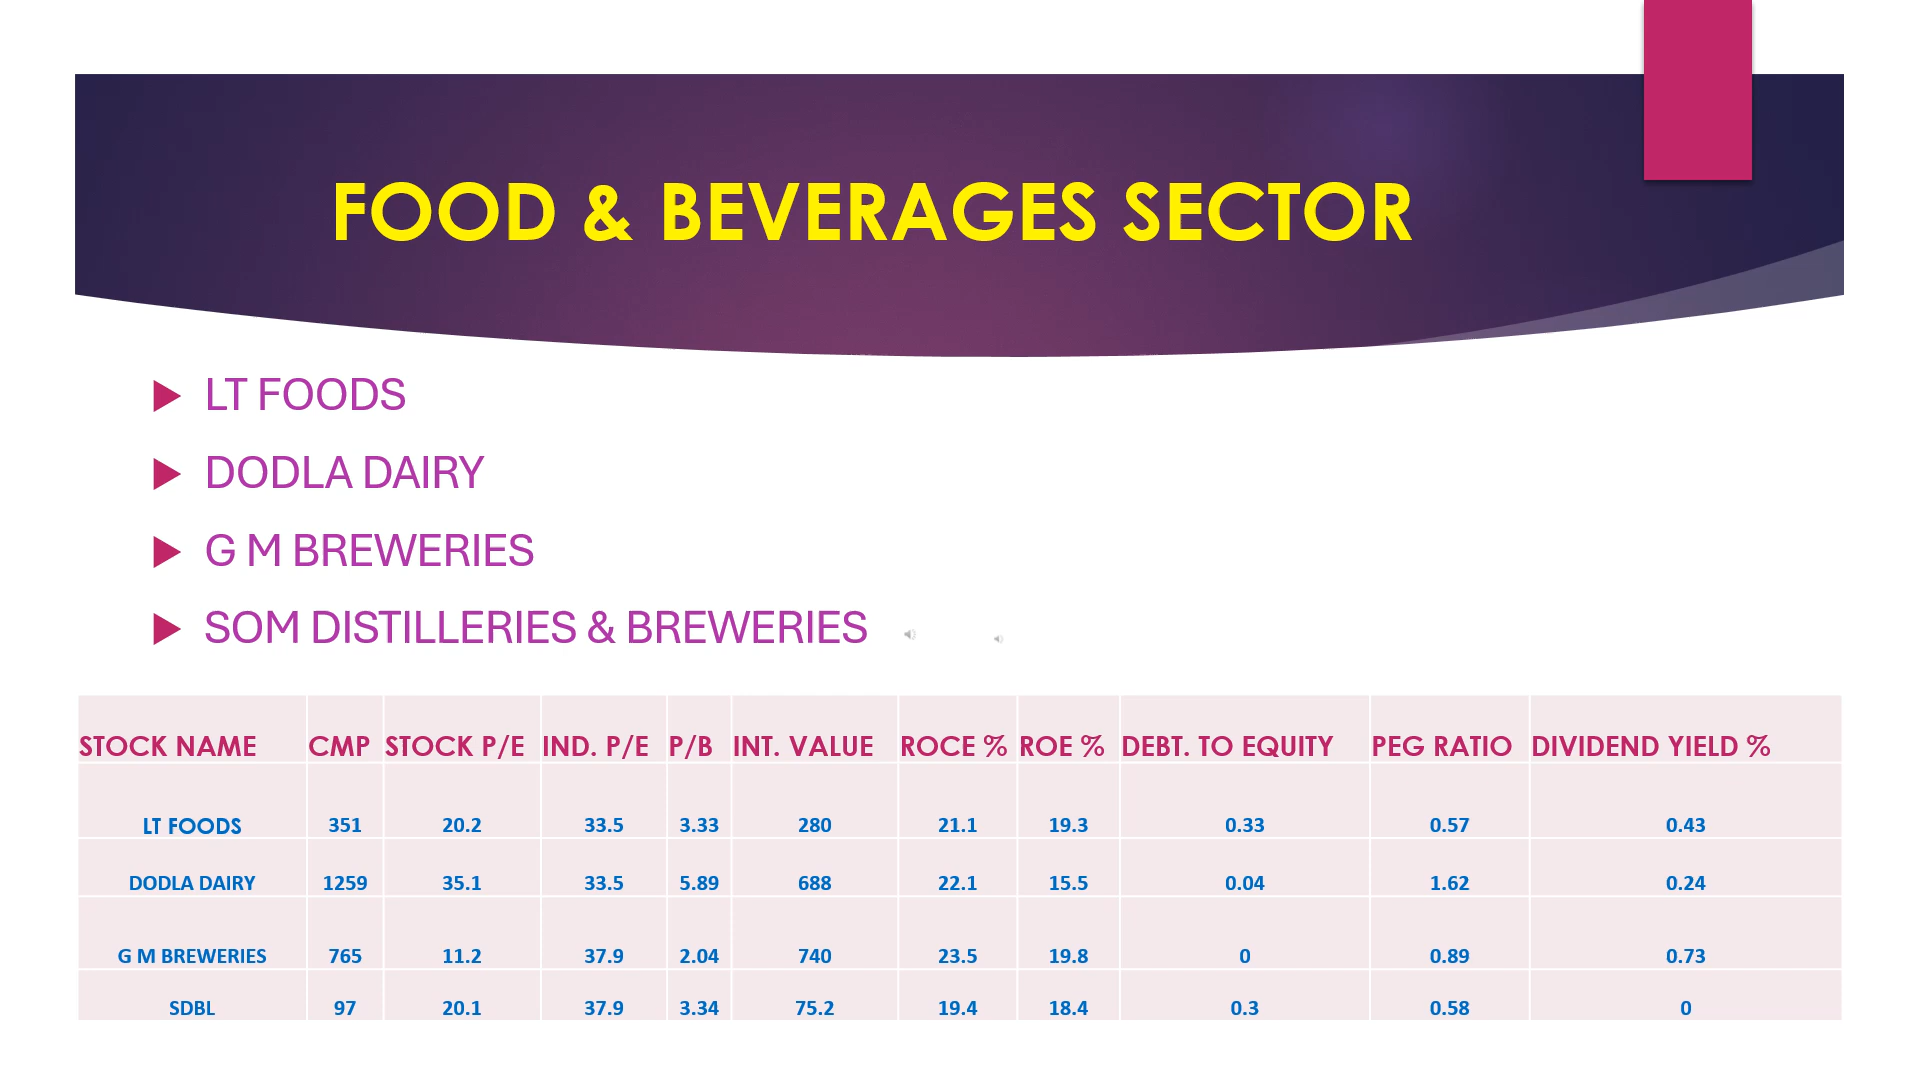 FOOD & BEVERAGES SECTOR
LT FOODS
DODLA DAIRY
G M BREWERIES
SOM DISTILLERIES & BREWERIES
STOCK NAME CMP STOCK P/E IND. P/E P/B INT. VALUE ROCE % ROE % DEBT. TO EQUITY PEG RATIO DIVIDEND YIELD %
LT FOODS 351 20.2 33.5 3.33 280 21.1 19.3 0.33 0.57 0.43
DODLA DAIRY 1259 35.1 33.5 5.89 688 22.1 15.5 0.04 1.62 0.24
G M BREWERIES 765 11.2 37.9 2.04 740 23.5 19.8 0 0.89 0.73
SDBL 97 20.1 37.9 3.34 75.2 19.4 18.4 0.3 0.58 0